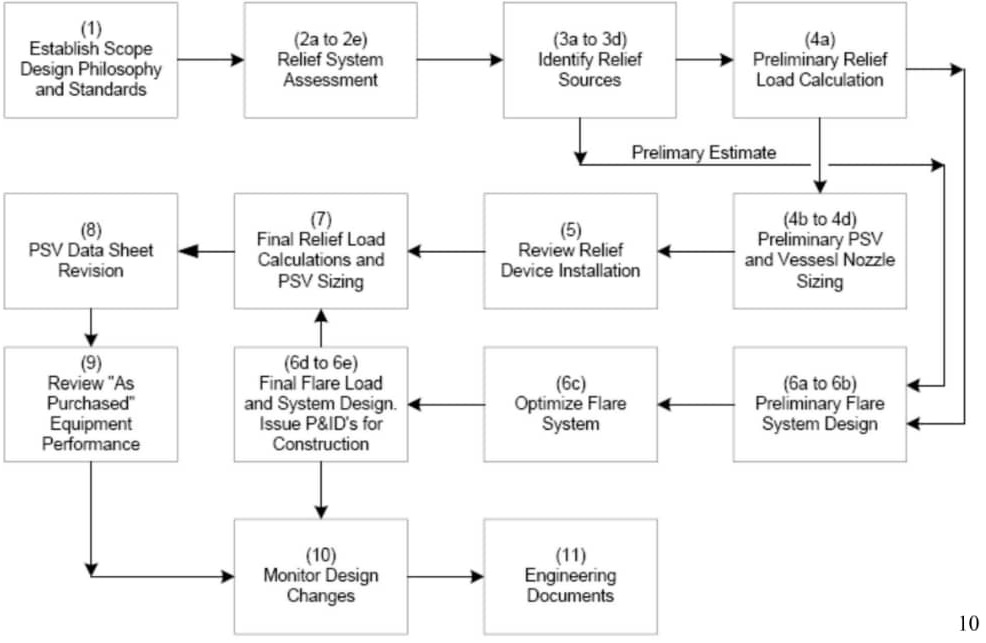 (1)
Establish Scope
Design Philosophy
and Standards
(2a to 2e)
Relief System
Assessment
(3a to 3d)
Identify Relief
Sources
(4a)
Preliminary Relief
Load Calculation
Prelimary Estimate
(8)
PSV Data Sheet
Revision
(7)
Final Relief Load
Calculations and
PSV Sizing
(5)
Review Relief
Device Installation
(4b to 4d)
Preliminary PSV
and Vessesl Nozzle
Sizing
(9)
Review "As
Purchased"
Equipment
Performance
(6d to 6e)
Final Flare Load
and System Design.
Issue P&ID's for
Construction
(6c)
Optimize Flare
System
(6a to 6b)
Preliminary Flare
System Design
(10)
Monitor Design
Changes
(11)
Engineering
Documents
10